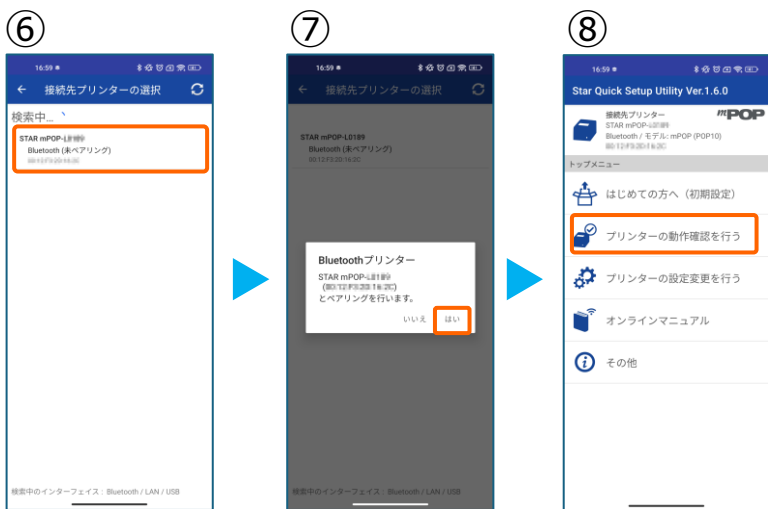 ⑥
16:59
接続先プリンターの選択
検索中...
STAR mPOP-
Bluetooth (未ペアリング)
検索中のインターフェイス : Bluetooth / LAN / USB
⑦
16:59
接続先プリンターの選択
STAR mPOP-L0189
Bluetooth (未ペアリング)
00:12:F3:2D:16:2C
Bluetoothプリンター
STAR mPOP-
とペアリングを行います。
いいえ
はい
検索中のインターフェイス : Bluetooth / LAN / USB
⑧
16:59
Star Quick Setup Utility Ver.1.6.0
接続先プリンター
mPOP
STAR mPOP-
Bluetooth / モデル: mPOP (POP10)
トップメニュー
はじめての方へ（初期設定）
プリンターの動作確認を行う
プリンターの設定変更を行う
オンラインマニュアル
その他